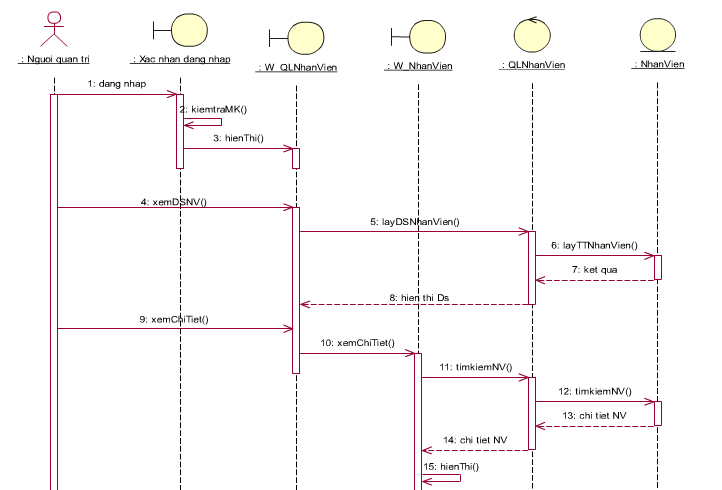 : Nguoi quan tri
: Xac nhan dang nhap
: W_QLNhanVien
: W_NhanVien
: QLNhanVien
: NhanVien
1: dang nhap
2: kiemtraMK()
3: hienThi()
4: xemDSNV()
5: layDSNhanVien()
6: layTTNhanVien()
7: ket qua
8: hien thi Ds
9: xemChiTiet()
10: xemChiTiet()
11: timkiemNV()
12: timkiemNV()
13: chi tiet NV
14: chi tiet NV
15: hienThi()